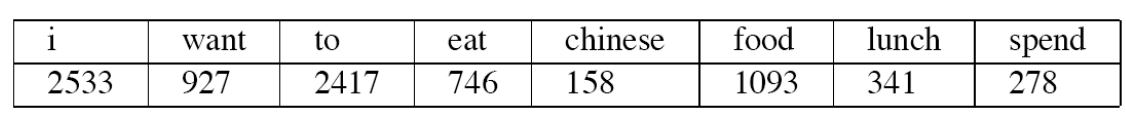 i want to eat chinese food lunch spend
2533 927 2417 746 158 1093 341 278